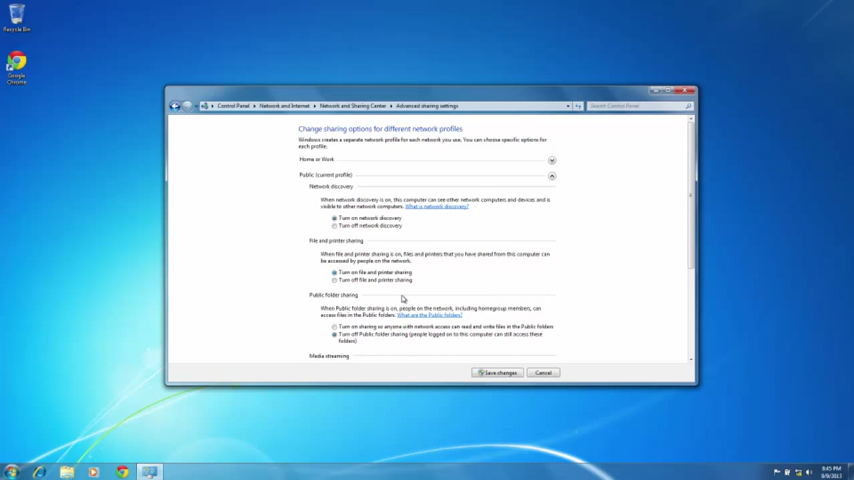 Recycle Bin
Google
Chrome
Control Panel
Network and Internet
Network and Sharing Center
Advanced sharing settings
Search Control Panel
Change sharing options for different network profiles
Windows creates a separate network profile for each network you use. You can choose specific options for
each profile.
Home or Work
Public (current profile)
Network discovery
When network discovery is on, this computer can see other network computers and devices and is
visible to other network computers. What is network discovery?
Turn on network discovery
Turn off network discovery
File and printer sharing
When file and printer sharing is on, files and printers that you have shared from this computer can
be accessed by people on the network.
Turn on file and printer sharing
Turn off file and printer sharing
Public folder sharing
When Public folder sharing is on, people on the network, including homegroup members, can
access files in the Public folders. What are the Public folders?
Turn on sharing so anyone with network access can read and write files in the Public folders
Turn off Public folder sharing (people logged on to this computer can still access these
folders)
Media streaming
Save changes
Cancel
8:45 PM
9/9/2013